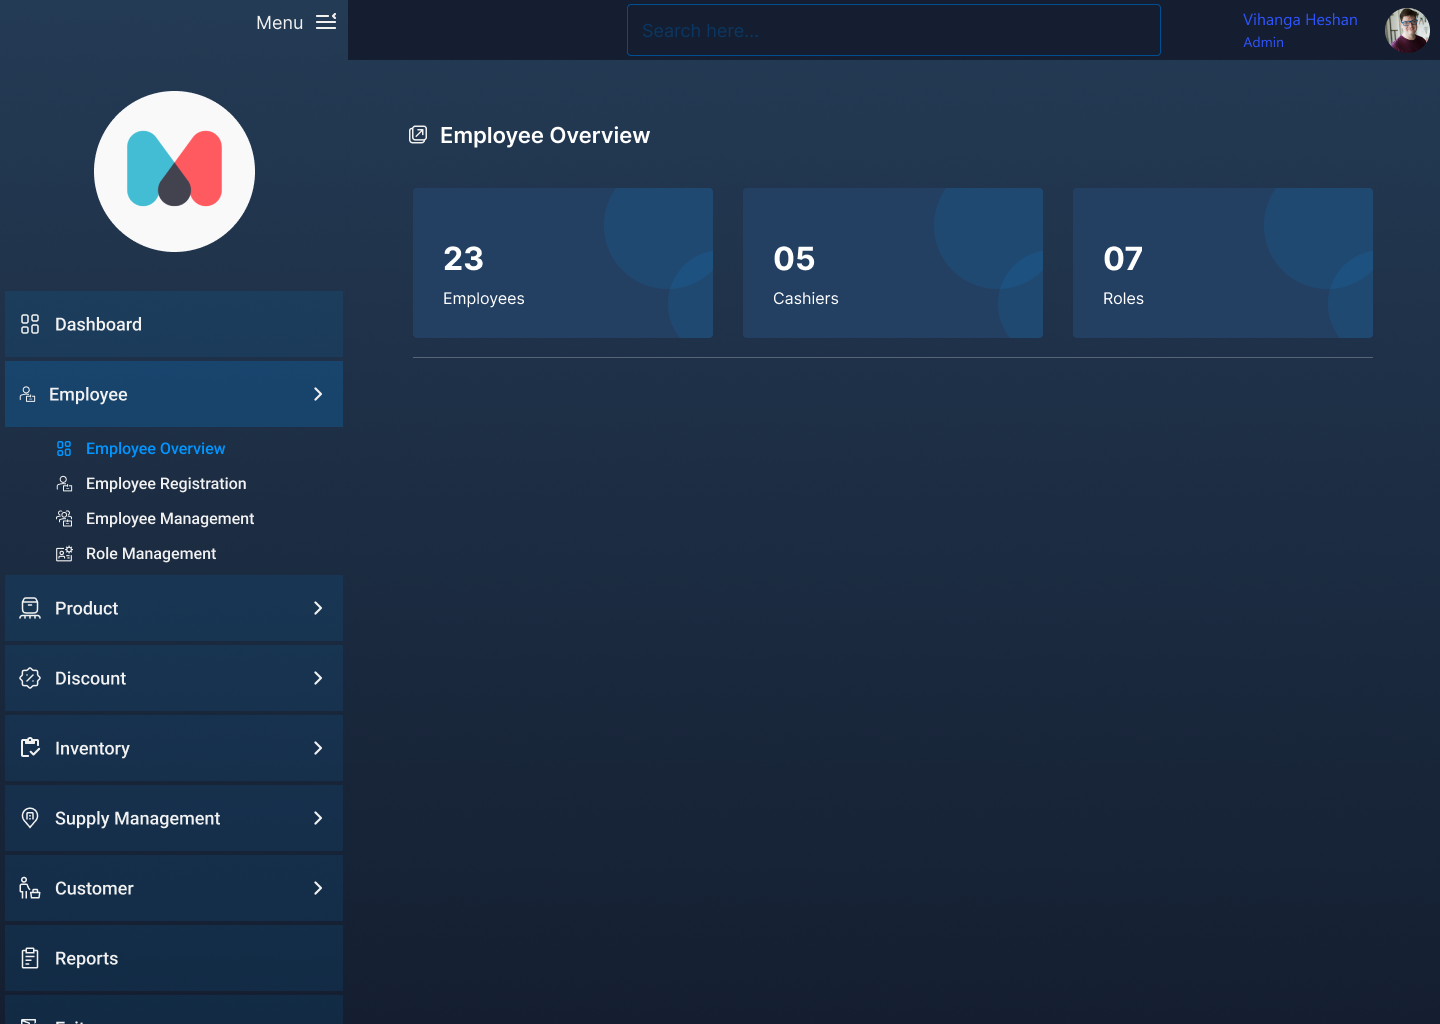 Menu
Search here...
Vihanga Heshan
Admin
Employee Overview
23
Employees
05
Cashiers
07
Roles
Dashboard
Employee
Employee Overview
Employee Registration
Employee Management
Role Management
Product
Discount
Inventory
Supply Management
Customer
Reports